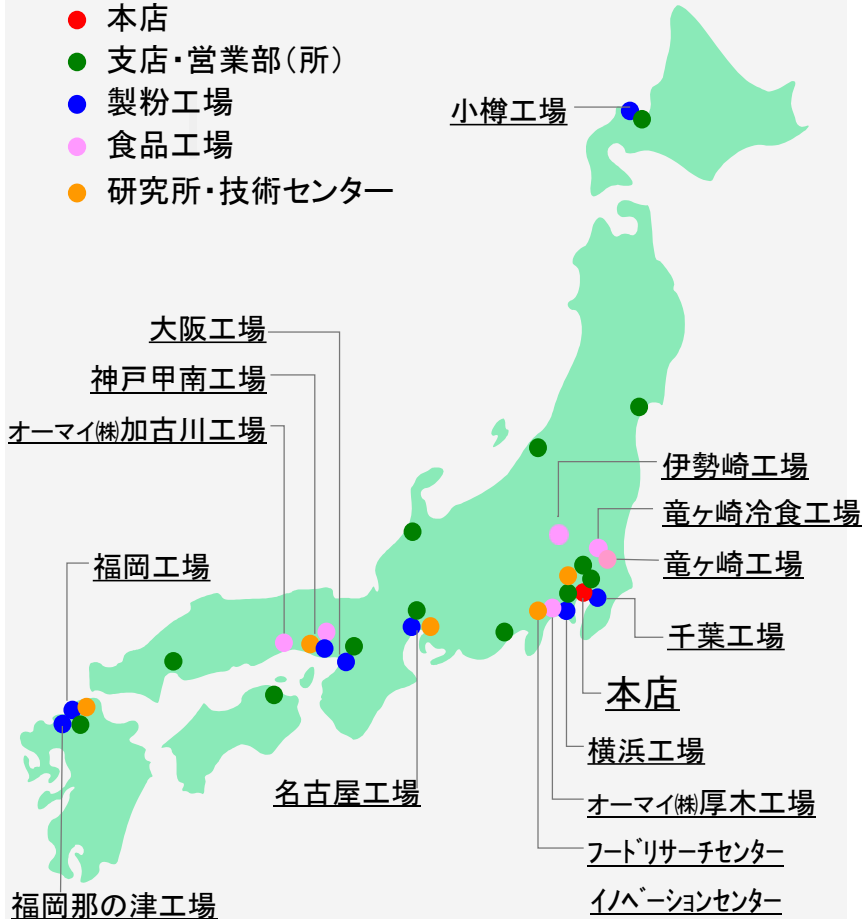 本店
支店・営業部(所)
製粉工場
食品工場
研究所・技術センター
小樽工場
大阪工場
神戸甲南工場
オーマイ㈱加古川工場
福岡工場
伊勢崎工場
竜ヶ崎冷食工場
竜ヶ崎工場
千葉工場
本店
横浜工場
名古屋工場
オーマイ㈱厚木工場
フードリサーチセンター
イノベーションセンター
福岡那の津工場